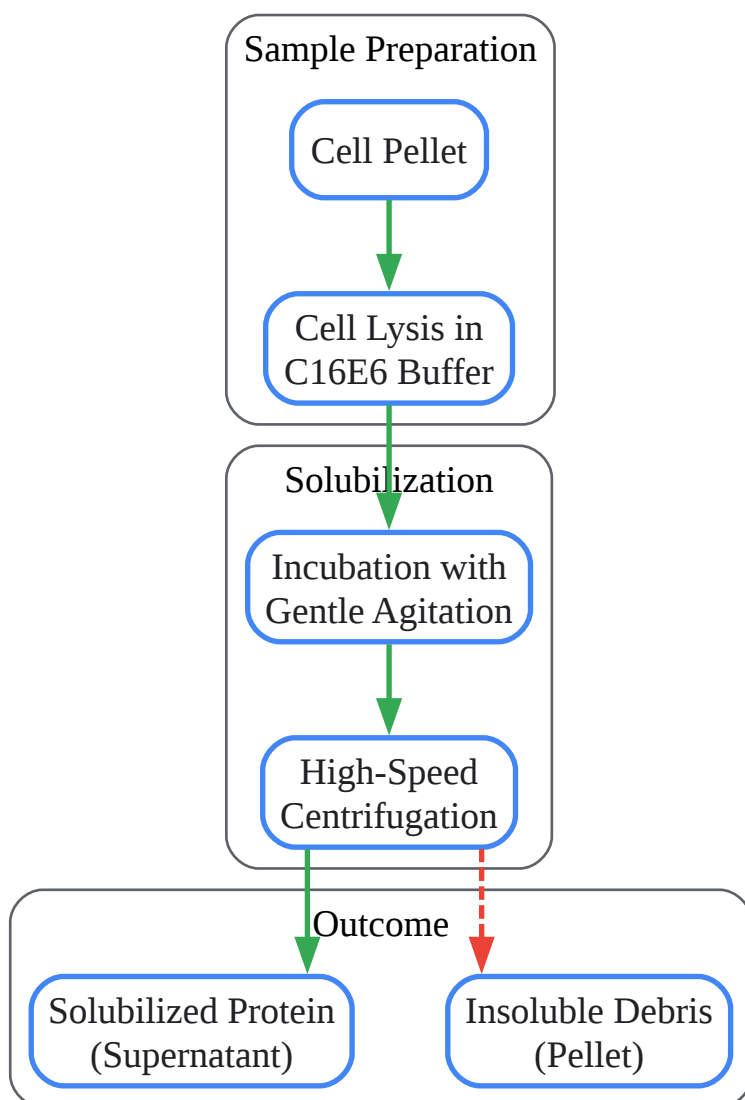 Sample Preparation
Cell Pellet
Cell Lysis in
C16E6 Buffer
Solubilization
Incubation with
Gentle Agitation
High-Speed
Centrifugation
Outcome
Solubilized Protein
(Supernatant)
Insoluble Debris
(Pellet)